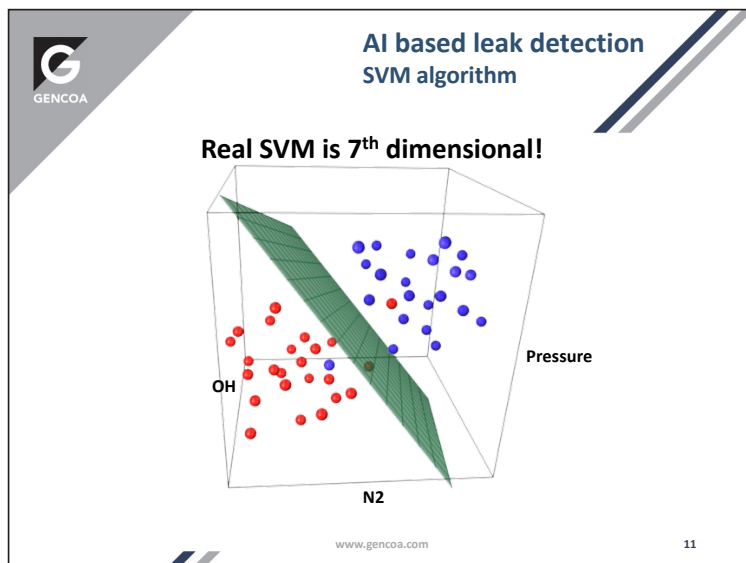 GENCOA
AI based leak detection
SVM algorithm
Real SVM is 7th dimensional!
Pressure
OH
N2
www.gencoa.com
11